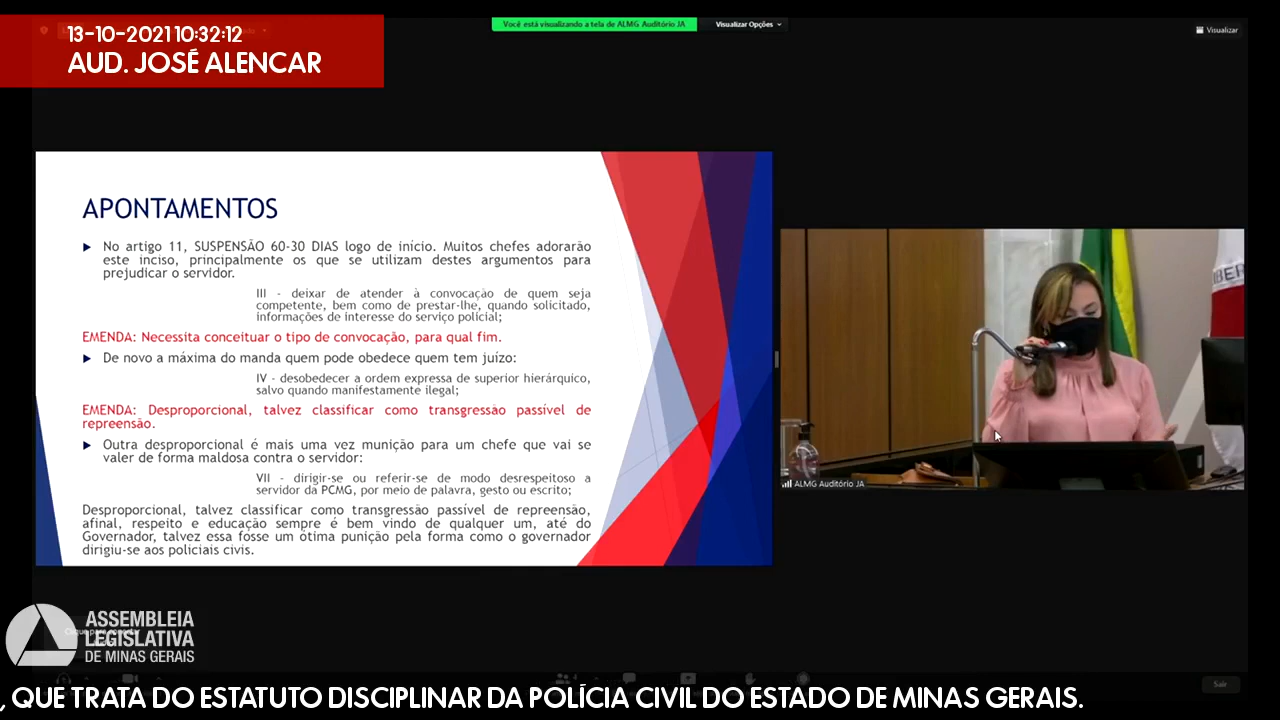 13-10-2021 10:32:12
AUD. JOSÉ ALENCAR
Você está visualizando a tela de ALMG Auditório JA
Visualizar Opções
Visualizar
APONTAMENTOS
No artigo 11, SUSPENSÃO 60-30 DIAS logo de início. Muitos chefes adorarão
este inciso, principalmente os que se utilizam destes argumentos para
prejudicar o servidor.
III - deixar de atender à convocação de quem seja
competente, bem como de prestar-lhe, quando solicitado,
informações de interesse do serviço policial;
EMENDA: Necessita conceituar o tipo de convocação, para qual fim.
De novo a máxima do manda quem pode obedece quem tem juízo:
IV - desobedecer a ordem expressa de superior hierárquico,
salvo quando manifestamente ilegal;
EMENDA: Desproporcional, talvez classificar como transgressão passível de
repreensão.
Outra desproporcional é mais uma vez munição para um chefe que vai se
valer de forma maldosa contra o servidor:
VII - dirigir-se ou referir-se de modo desrespeitoso a
servidor da PCMG, por meio de palavra, gesto ou escrito;
Desproporcional, talvez classificar como transgressão passível de repreensão,
afinal, respeito e educação sempre é bem vindo de qualquer um, até do
Governador, talvez essa fosse um ótima punição pela forma como o governador
dirigiu-se aos policiais civis.
BER
ALMG Auditório JA
ASSEMBLEIA
LEGISLATIVA
DE MINAS GERAIS
Sair
, QUE TRATA DO ESTATUTO DISCIPLINAR DA POLÍCIA CIVIL DO ESTADO DE MINAS GERAIS.